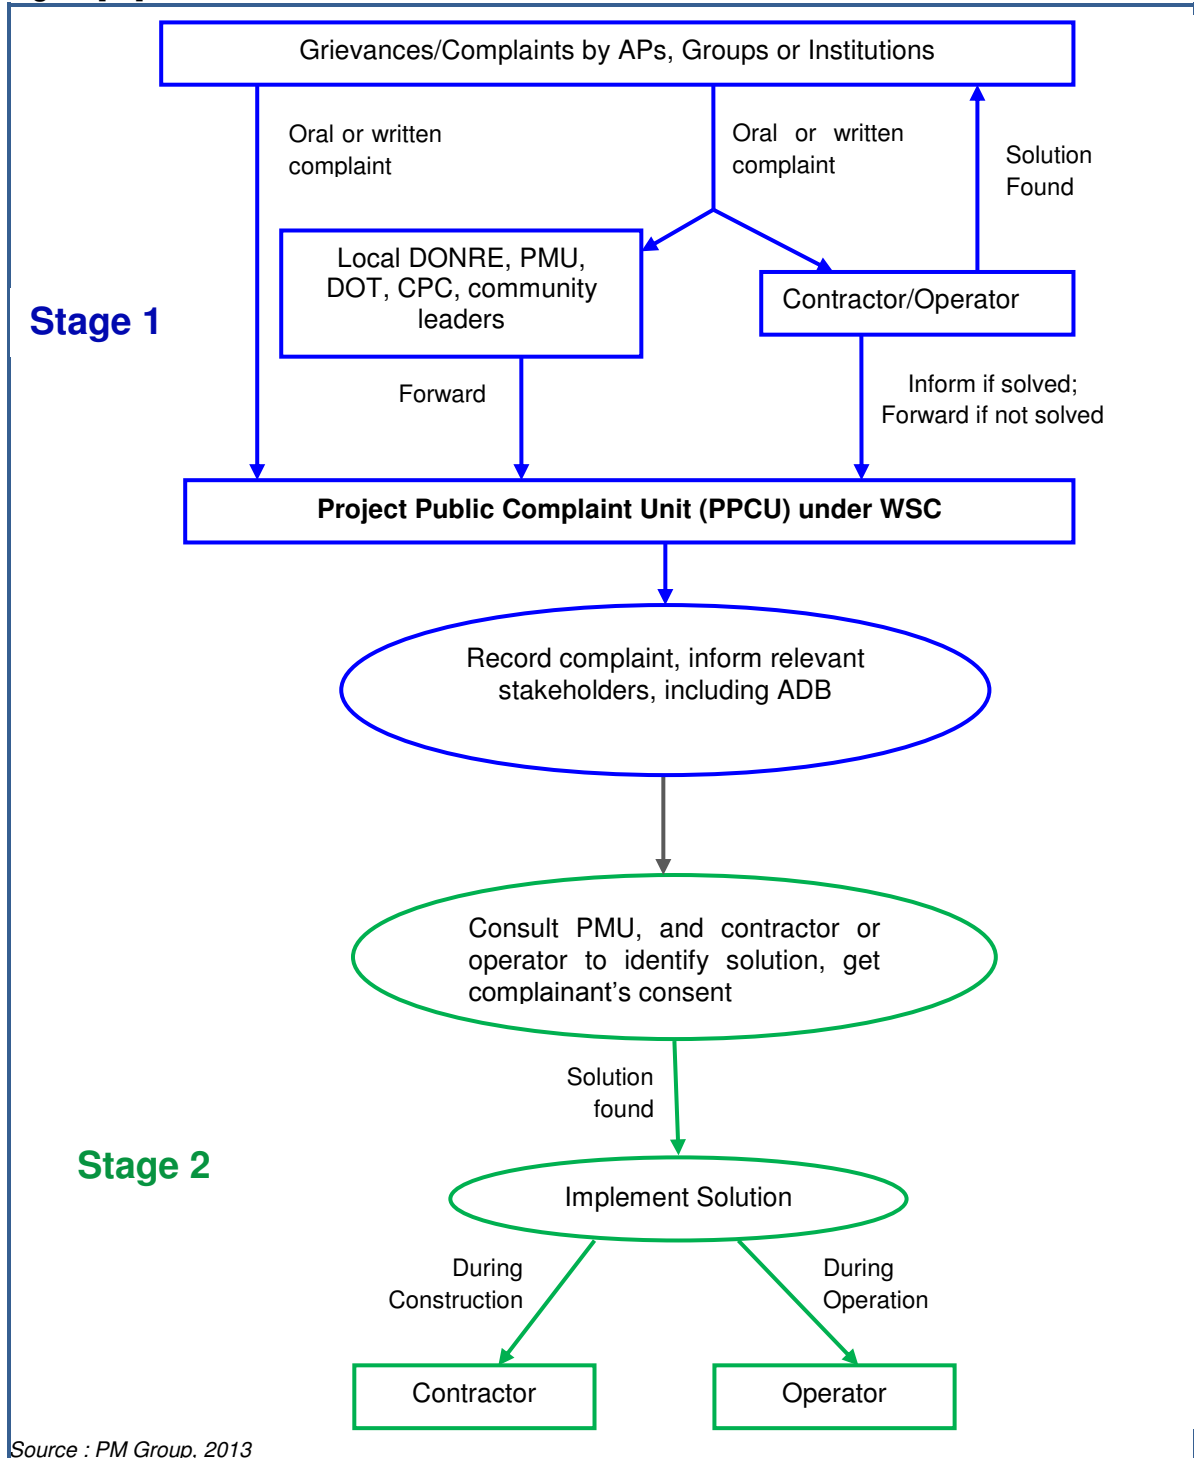 Grievances/Complaints by APs, Groups or Institutions
Oral or written
complaint
Oral or written
complaint
Solution
Found
Local DONRE, PMU,
DOT, CPC, community
leaders
Contractor/Operator
Stage 1
Forward
Inform if solved;
Forward if not solved
Project Public Complaint Unit (PPCU) under WSC
Record complaint, inform relevant
stakeholders, including ADB
Consult PMU, and contractor or
operator to identify solution, get
complainant's consent
Solution
found
Stage 2
Implement Solution
During
Construction
During
Operation
Contractor
Operator
Source : PM Group, 2013